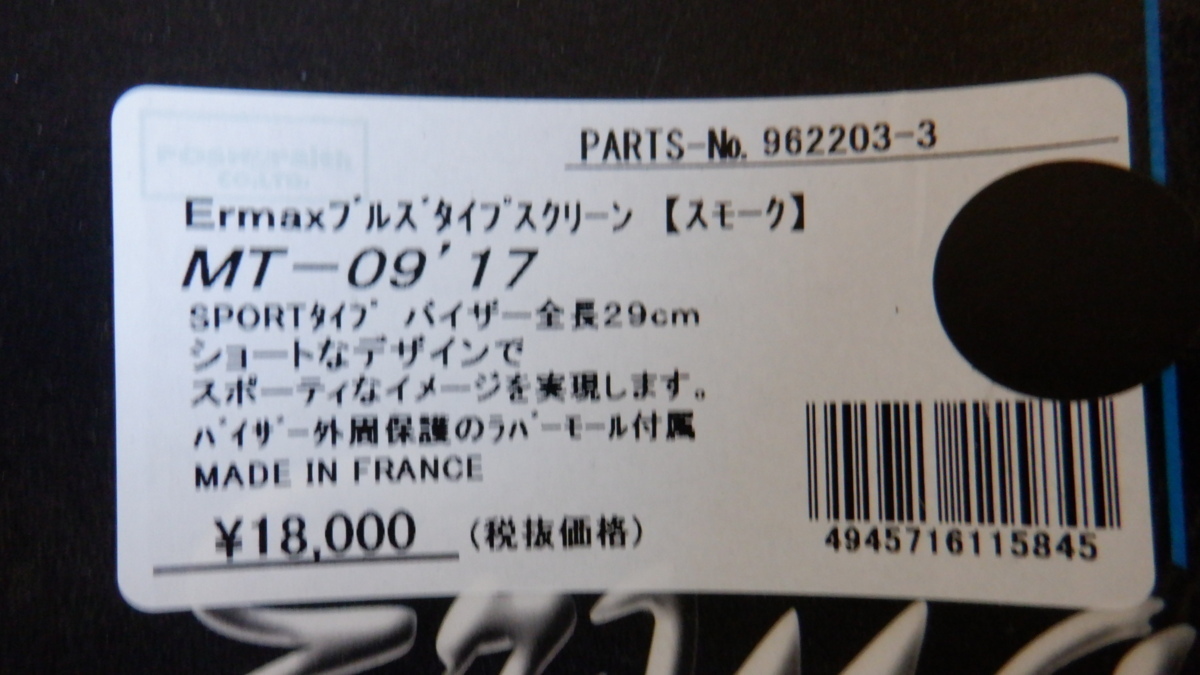 PARTS-No. 962203-3
Ermaxﾌﾞﾙｽﾞﾀｲﾌﾟｽｸﾘｰﾝ 【ｽﾓｰｸ】
MT-09'17
SPORTﾀｲﾌﾟ バイザー全長29cm
ショートなデザインで
スポーティなイメージを実現します。
ﾊﾞｲｻﾞｰ外周保護のﾗﾊﾞｰﾓｰﾙ付属
MADE IN FRANCE
¥18,000 (税抜価格)
4945716115845